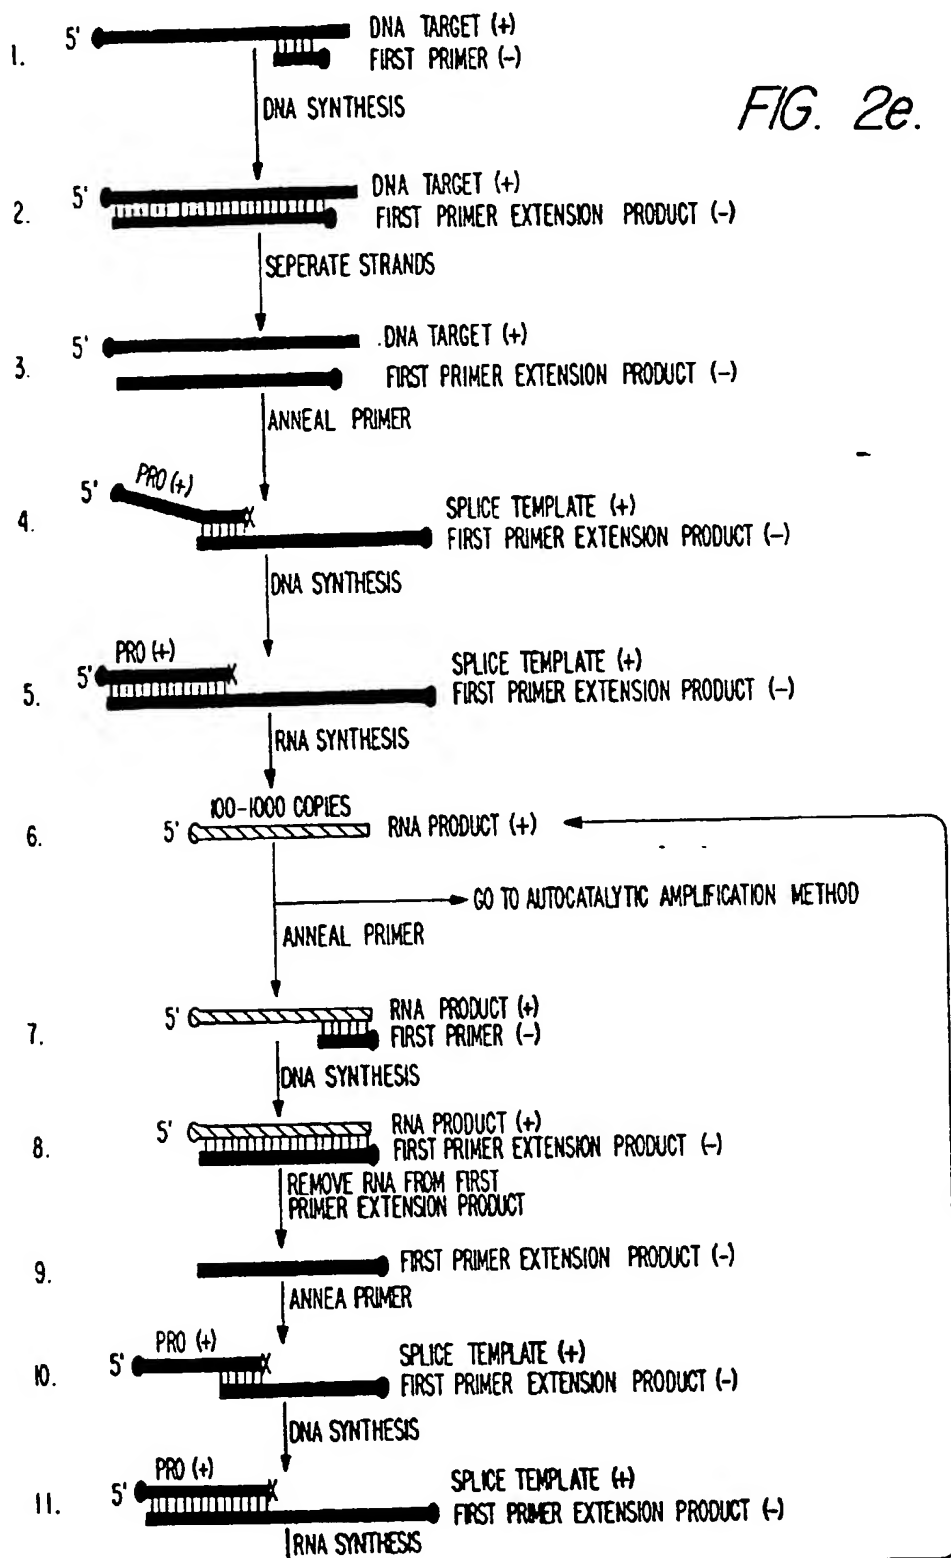 5' DNA TARGET (+)
1. FIRST PRIMER (-)
DNA SYNTHESIS
FIG. 2e.
5' DNA TARGET (+)
2. FIRST PRIMER EXTENSION PRODUCT (-)
SEPERATE STRANDS
5' DNA TARGET (+)
3. FIRST PRIMER EXTENSION PRODUCT (-)
ANNEAL PRIMER
5' PRO (+) X SPLICE TEMPLATE (+)
4. FIRST PRIMER EXTENSION PRODUCT (-)
DNA SYNTHESIS
PRO (+)
5' X SPLICE TEMPLATE (+)
5. FIRST PRIMER EXTENSION PRODUCT (-)
RNA SYNTHESIS
100-1000 COPIES
6. 5' RNA PRODUCT (+)
GO TO AUTOCATALYTIC AMPLIFICATION METHOD
ANNEAL PRIMER
5' RNA PRODUCT (+)
7. FIRST PRIMER (-)
DNA SYNTHESIS
5' RNA PRODUCT (+)
8. FIRST PRIMER EXTENSION PRODUCT (-)
REMOVE RNA FROM FIRST
PRIMER EXTENSION PRODUCT
9. FIRST PRIMER EXTENSION PRODUCT (-)
ANNEA PRIMER
PRO (+)
5' X SPLICE TEMPLATE (+)
10. FIRST PRIMER EXTENSION PRODUCT (-)
DNA SYNTHESIS
PRO (+)
5' X SPLICE TEMPLATE (+)
11. FIRST PRIMER EXTENSION PRODUCT (-)
RNA SYNTHESIS